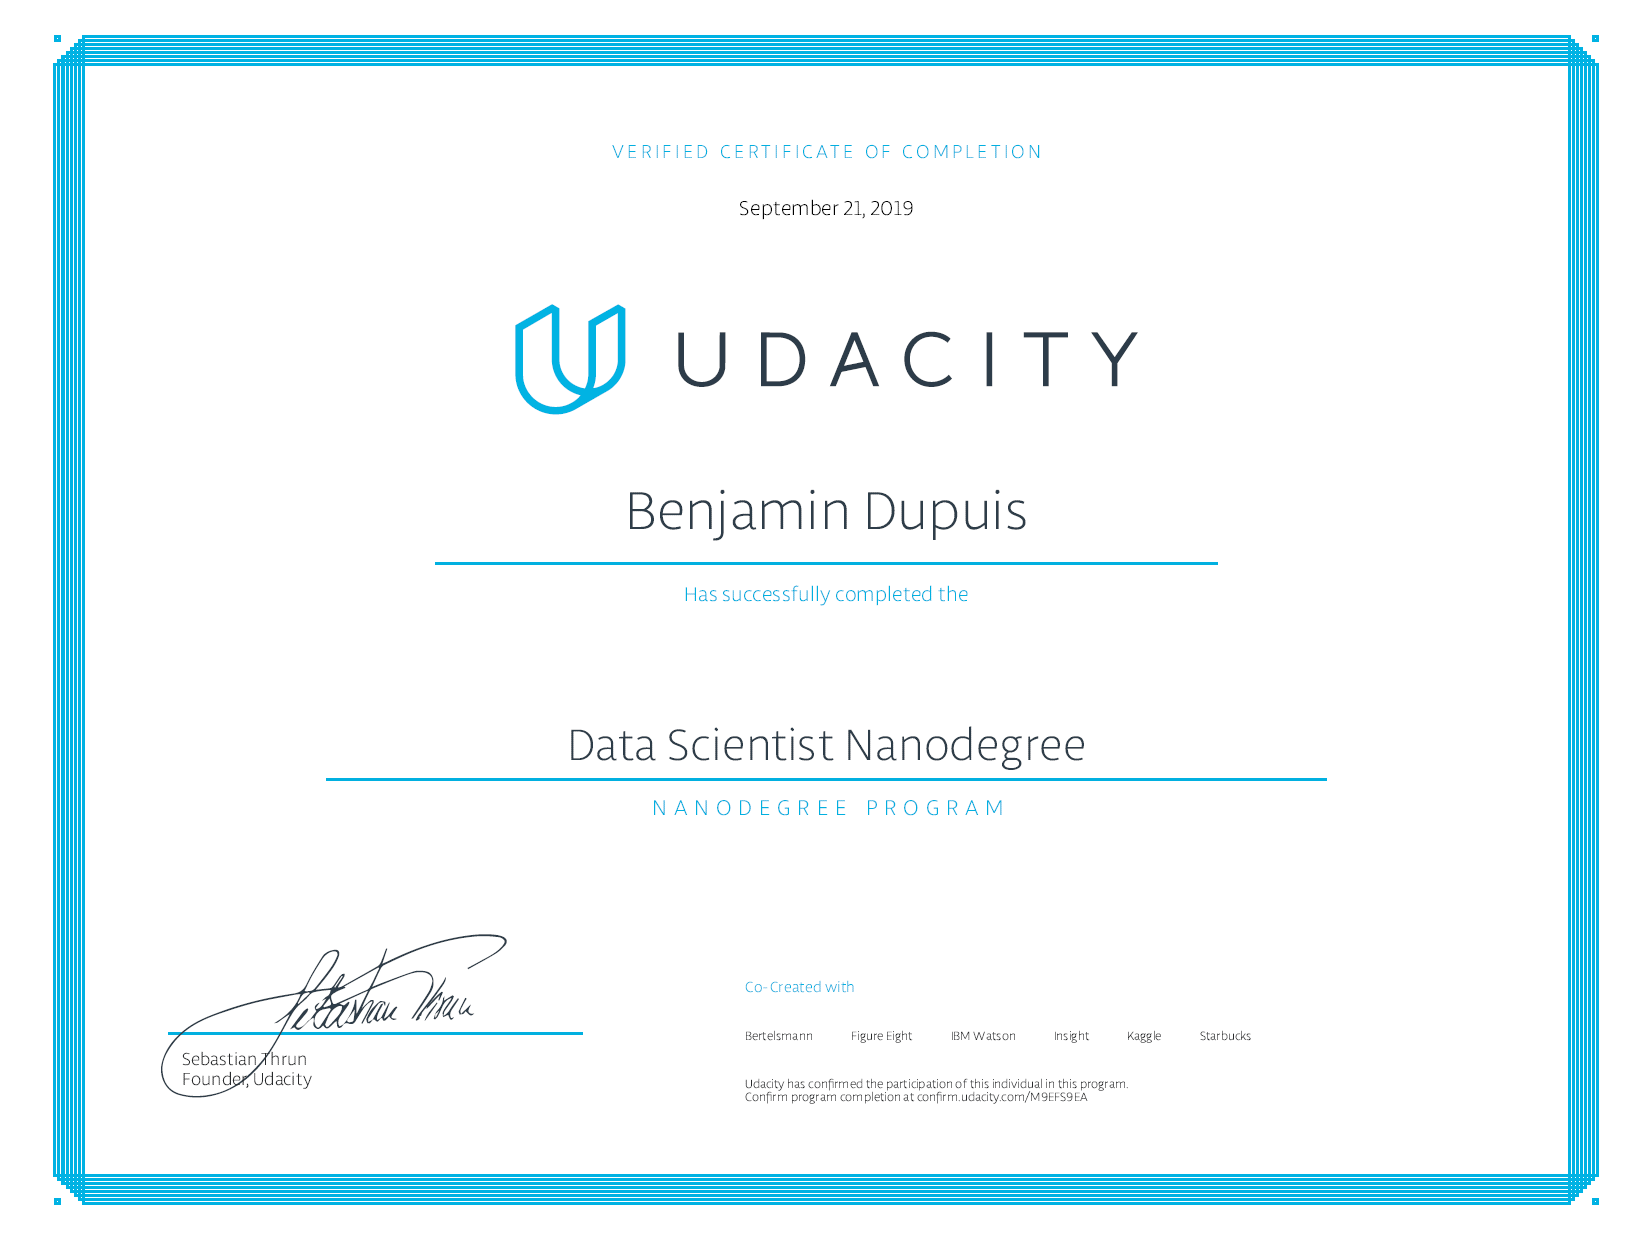 VERIFIED CERTIFICATE OF COMPLETION
September 21, 2019
UDACITY
Benjamin Dupuis
Has successfully completed the
Data Scientist Nanodegree
NANODEGREE PROGRAM
Sebastian Thrun
Sebastian Thrun
Founder, Udacity
Co-Created with
Bertelsmann Figure Eight IBM Watson Insight Kaggle Starbucks
Udacity has confirmed the participation of this individual in this program.
Confirm program completion at confirm.udacity.com/M9EFS9EA